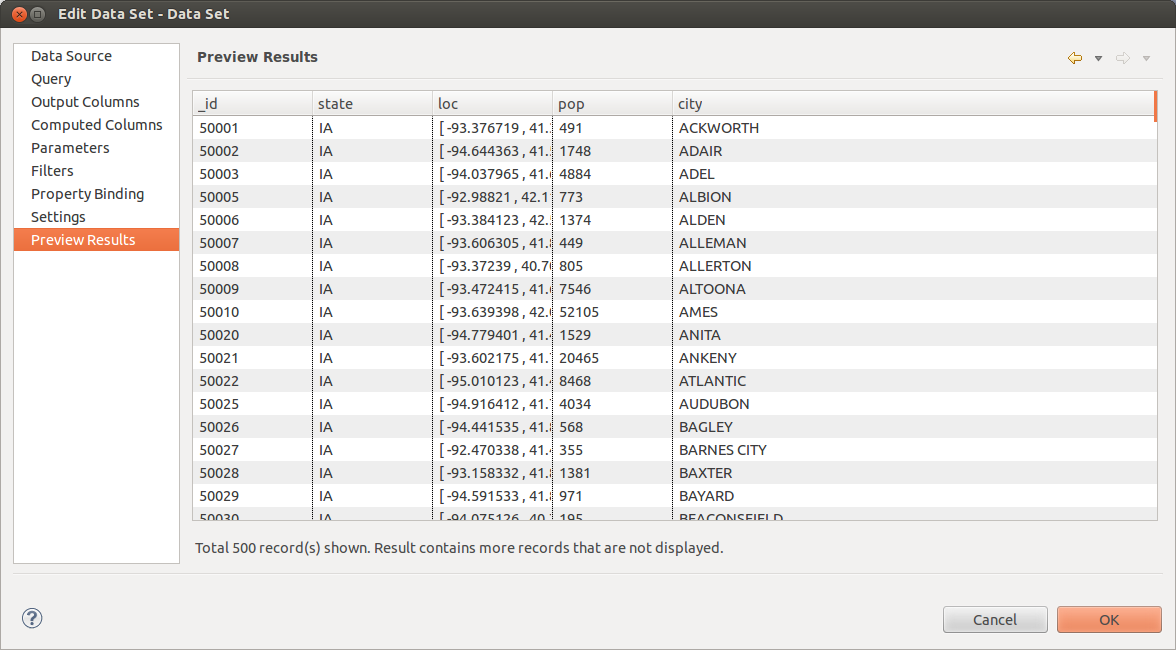 Edit Data Set - Data Set
Data Source
Query
Output Columns
Computed Columns
Parameters
Filters
Property Binding
Settings
Preview Results
Preview Results
_id state loc pop city
50001 IA [ -93.376719 , 41. 491 ACKWORTH
50002 IA [ -94.644363 , 41. 1748 ADAIR
50003 IA [ -94.037965 , 41. 4884 ADEL
50005 IA [ -92.98821 , 42.1 773 ALBION
50006 IA [ -93.384123 , 42. 1374 ALDEN
50007 IA [ -93.606305 , 41. 449 ALLEMAN
50008 IA [ -93.37239 , 40.7 805 ALLERTON
50009 IA [ -93.472415 , 41. 7546 ALTOONA
50010 IA [ -93.639398 , 42. 52105 AMES
50020 IA [ -94.779401 , 41. 1529 ANITA
50021 IA [ -93.602175 , 41. 20465 ANKENY
50022 IA [ -95.010123 , 41. 8468 ATLANTIC
50025 IA [ -94.916412 , 41. 4034 AUDUBON
50026 IA [ -94.441535 , 41. 568 BAGLEY
50027 IA [ -92.470338 , 41. 355 BARNES CITY
50028 IA [ -93.158332 , 41. 1381 BAXTER
50029 IA [ -94.591533 , 41. 971 BAYARD
50030 IA [ -94.075126 , 40. 195 BEACONSFIELD
Total 500 record(s) shown. Result contains more records that are not displayed.
?
Cancel OK